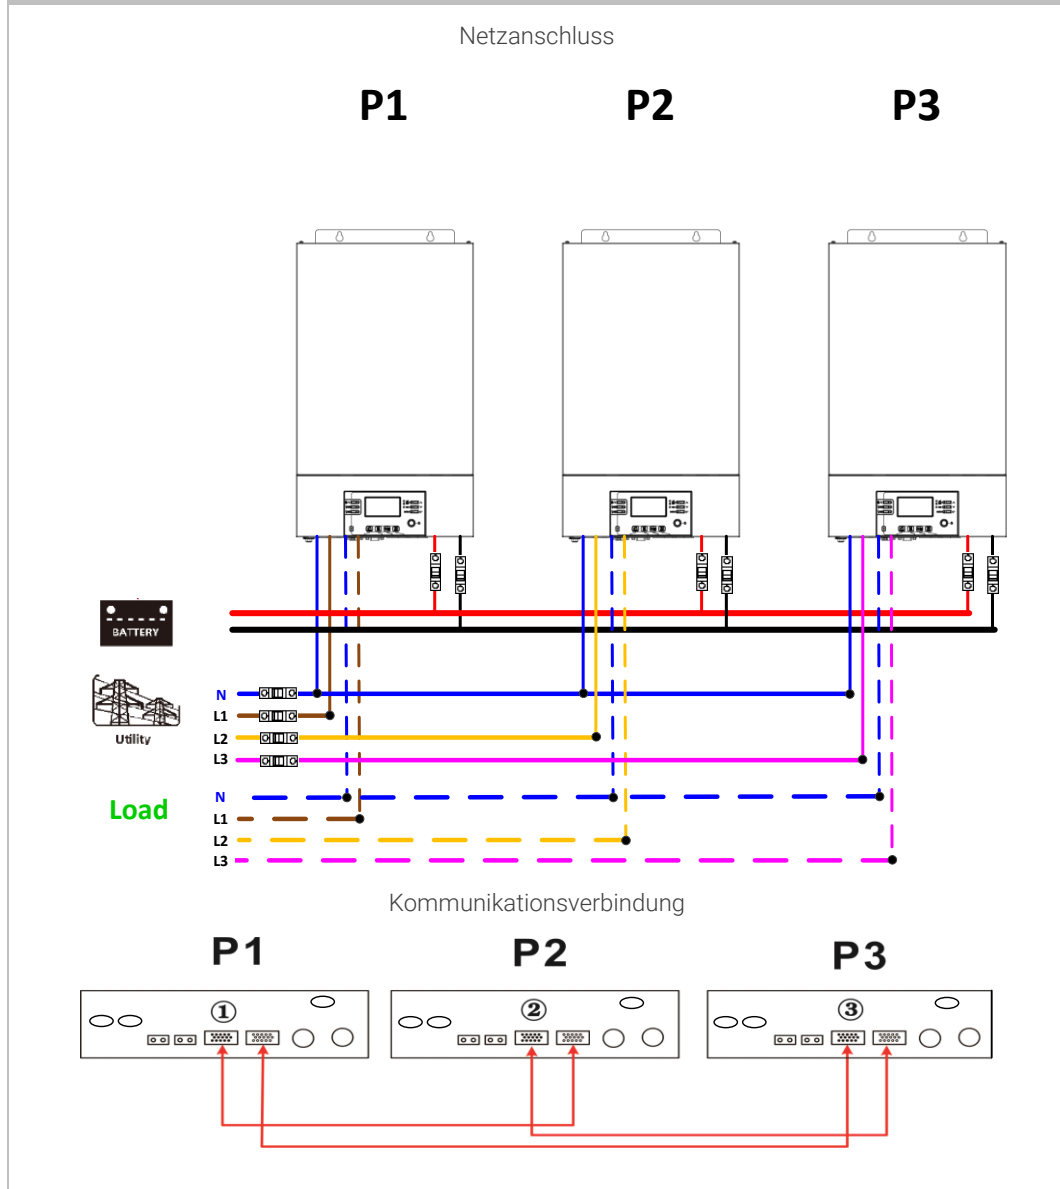 Netzanschluss
P1 P2 P3
BATTERY
Utility
N
L1
L2
L3
Load
N
L1
L2
L3
Kommunikationsverbindung
P1 P2 P3
① ② ③